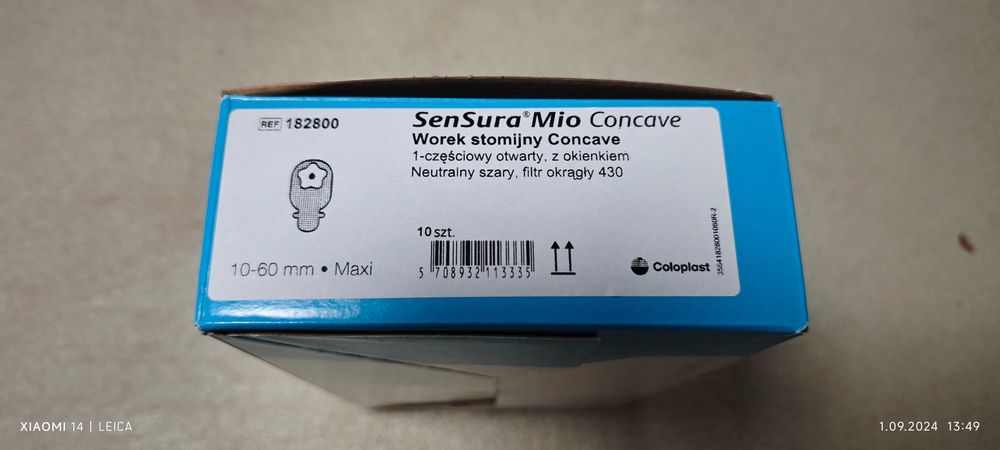 REF 182800
SenSura® Mio Concave
Worek stomijny Concave
1-częściowy otwarty, z okienkiem
Neutralny szary, filtr okrągły 430
10 szt.
5 708932 113335
10-60 mm • Maxi
Coloplast
XIAOMI 14 | LEICA
1.09.2024 13:49